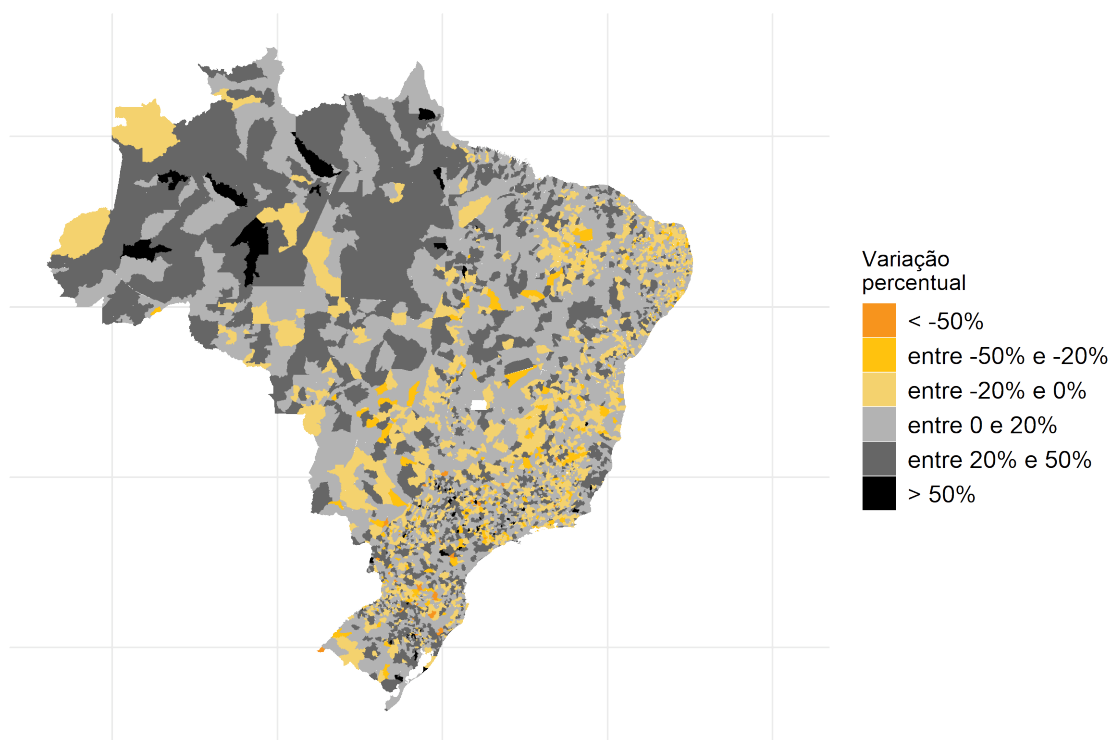 Variação
percentual
< -50%
entre -50% e -20%
entre -20% e 0%
entre 0 e 20%
entre 20% e 50%
> 50%